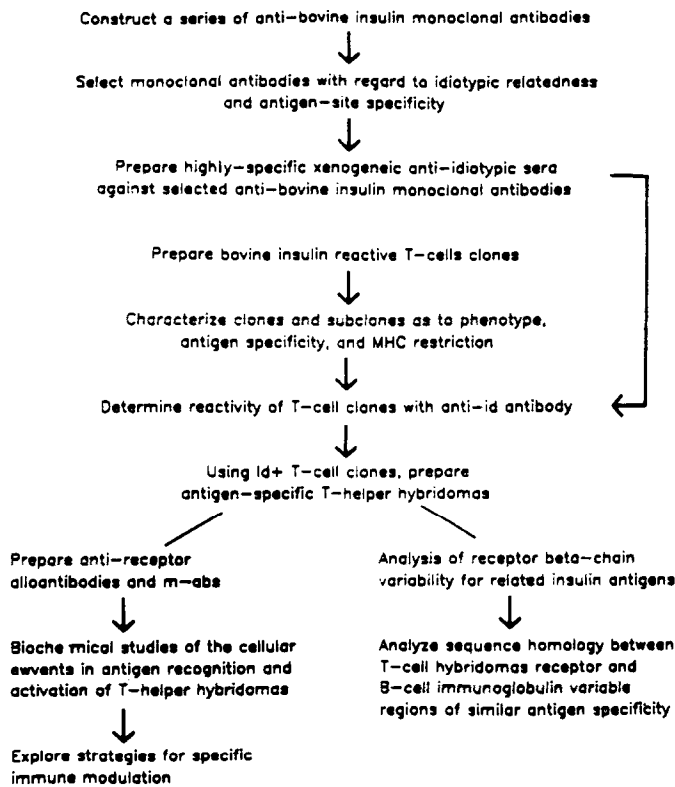 Construct a series of anti-bovine insulin monoclonal antibodies
Select monoclonal antibodies with regard to idiotypic relatedness
and antigen-site specificity
Prepare highly-specific xenogeneic anti-idiotypic sera
against selected anti-bovine insulin monoclonal antibodies
Prepare bovine insulin reactive T-cells clones
Characterize clones and subclones as to phenotype,
antigen specificity, and MHC restriction
Determine reactivity of T-cell clones with anti-id antibody
Using Id+ T-cell clones, prepare
antigen-specific T-helper hybridomas
Prepare anti-receptor
alloantibodies and m-abs
Bioche mical studies of the cellular
ewvents in antigen recognition and
activation of T-helper hybridomas
Explore strategies for specific
immune modulation
Analysis of receptor beta-chain
variability for related insulin antigens
Analyze sequence homology between
T-cell hybridomas receptor and
B-cell immunoglobulin variable
regions of similar antigen specificity